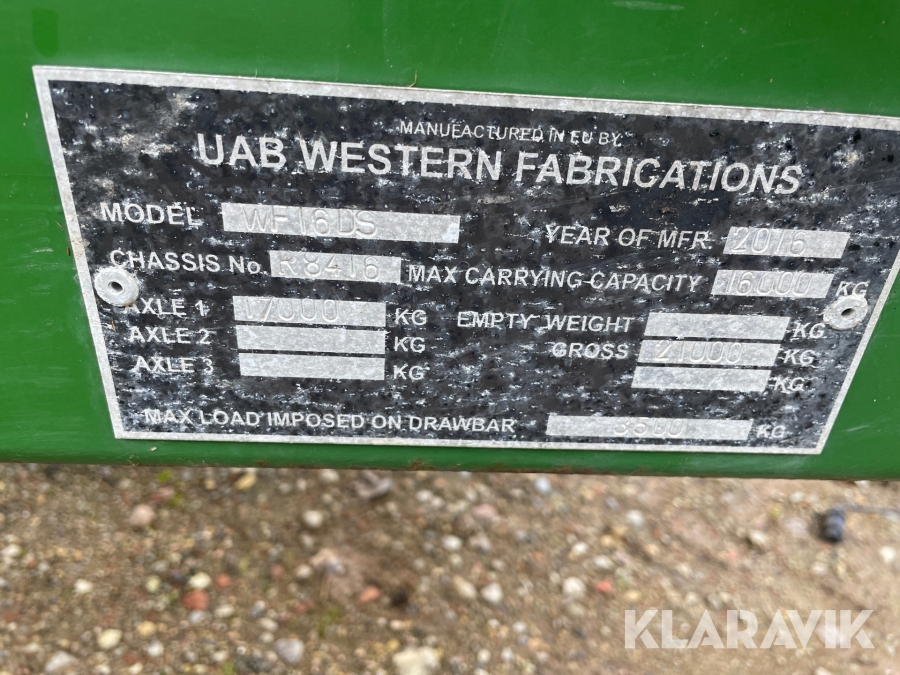 MANUFACTURED IN EU BY
UAB WESTERN FABRICATIONS
MODEL WF16DS
YEAR OF MFR 2016
CHASSIS No. R8416
MAX CARRYING CAPACITY 16000 KG
AXLE 1 17000 KG
EMPTY WEIGHT KG
AXLE 2 KG
GROSS 21000 KG
AXLE 3 KG
KG
MAX LOAD IMPOSED ON DRAWBAR 3500 KG
KLARAVIK